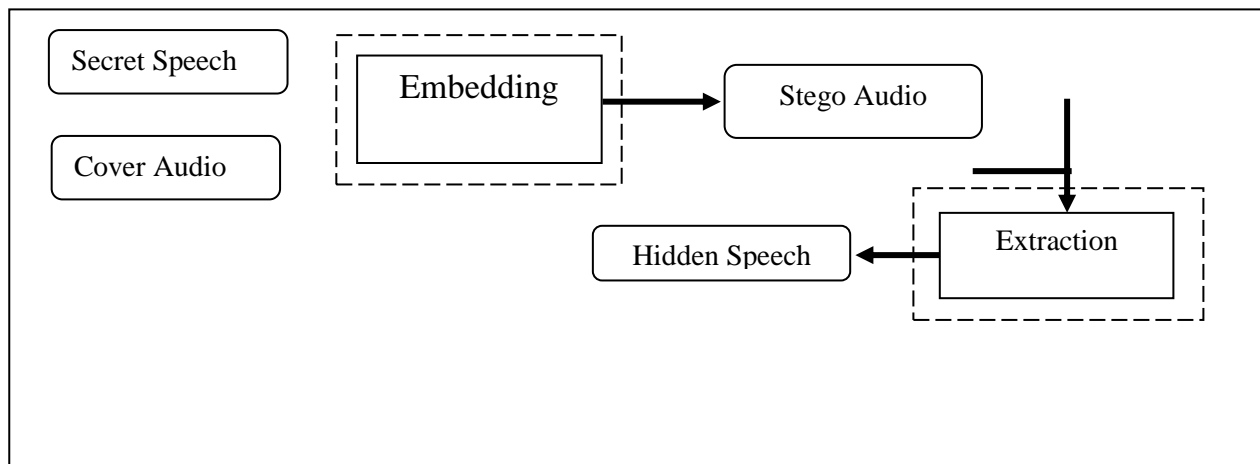 Secret Speech
Embedding
Stego Audio
Cover Audio
Hidden Speech
Extraction